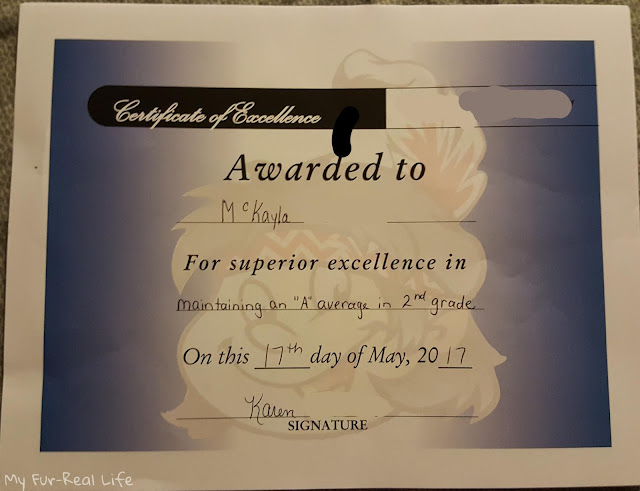 Certificate of Excellence
Awarded to
McKayla
For superior excellence in
maintaining an "A" average in 2nd grade
On this 17th day of May, 2017
Karen
SIGNATURE
My Fur-Real Life